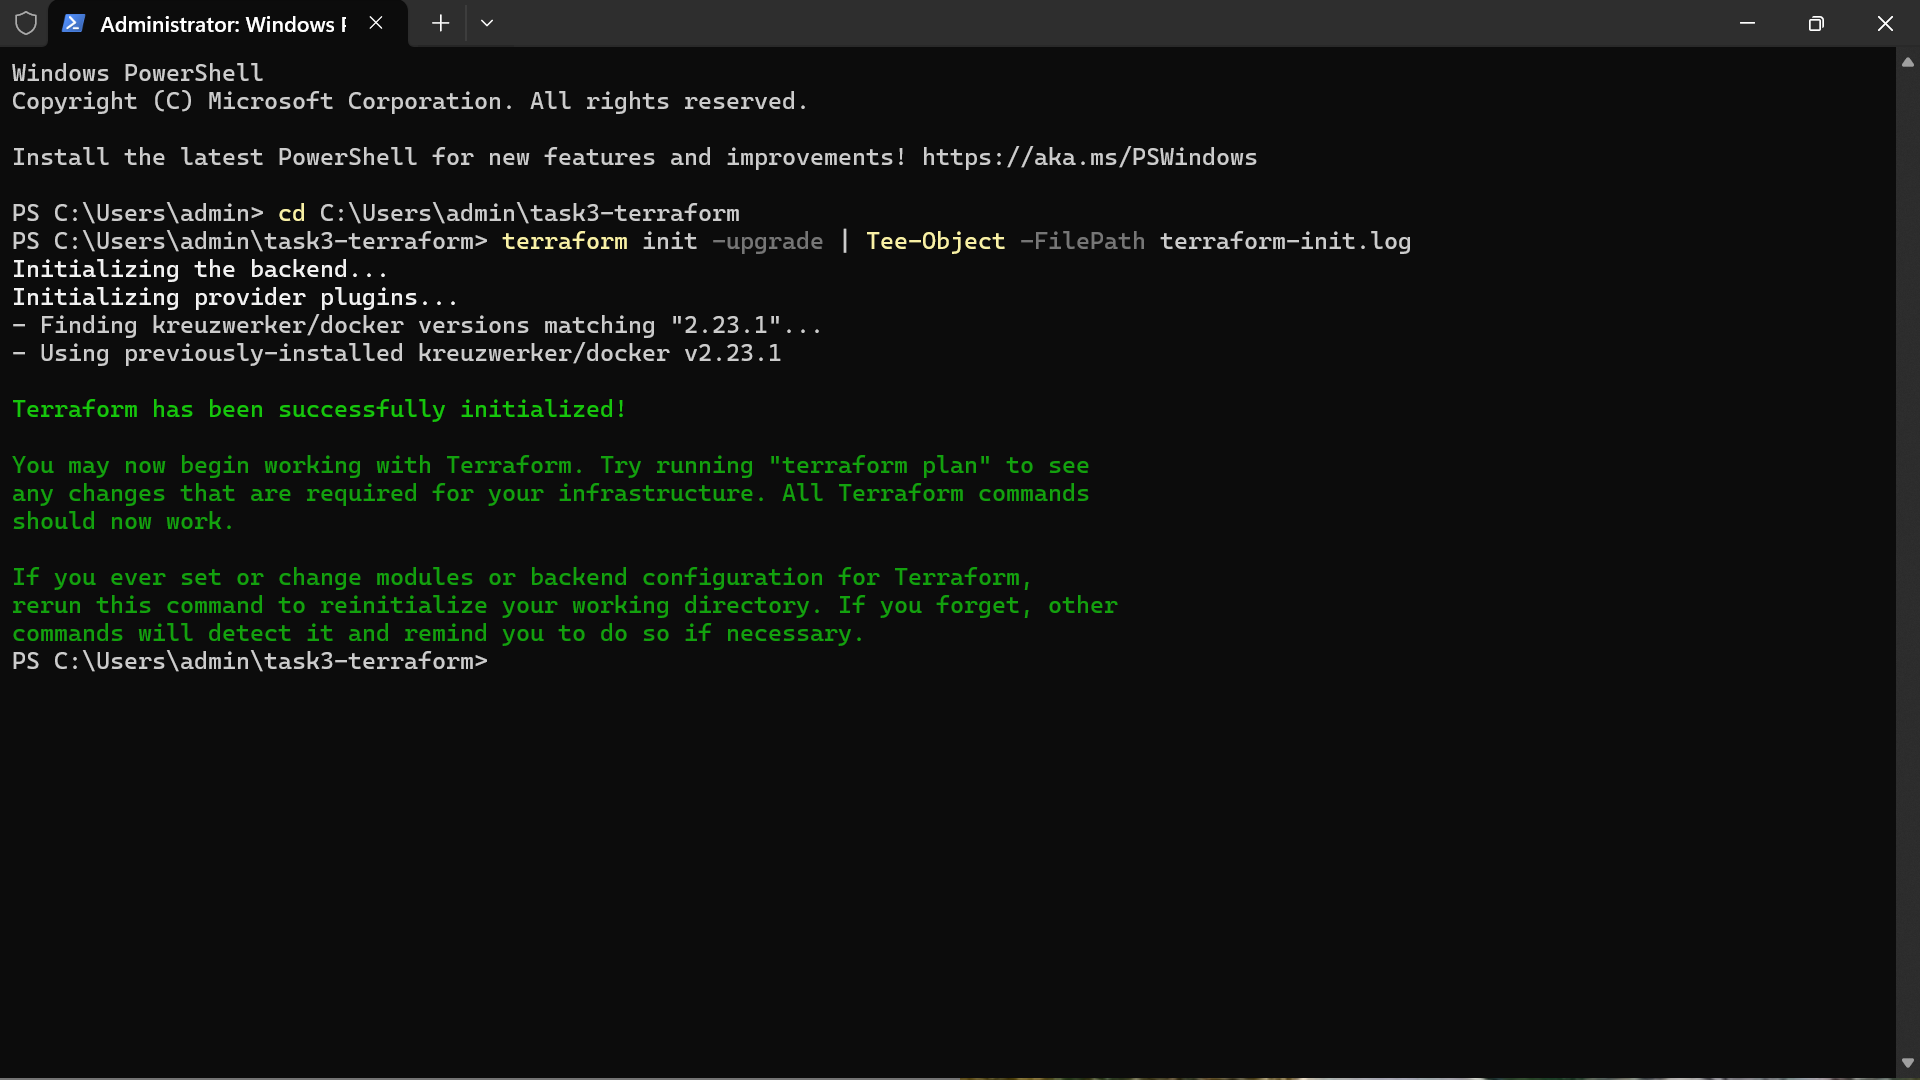 Administrator: Windows P
Windows PowerShell
Copyright (C) Microsoft Corporation. All rights reserved.
Install the latest PowerShell for new features and improvements! https://aka.ms/PSWindows
PS C:\Users\admin> cd C:\Users\admin\task3-terraform
PS C:\Users\admin\task3-terraform> terraform init -upgrade | Tee-Object -FilePath terraform-init.log
Initializing the backend...
Initializing provider plugins...
- Finding kreuzwerker/docker versions matching "2.23.1"...
- Using previously-installed kreuzwerker/docker v2.23.1
Terraform has been successfully initialized!
You may now begin working with Terraform. Try running "terraform plan" to see
any changes that are required for your infrastructure. All Terraform commands
should now work.
If you ever set or change modules or backend configuration for Terraform,
rerun this command to reinitialize your working directory. If you forget, other
commands will detect it and remind you to do so if necessary.
PS C:\Users\admin\task3-terraform>